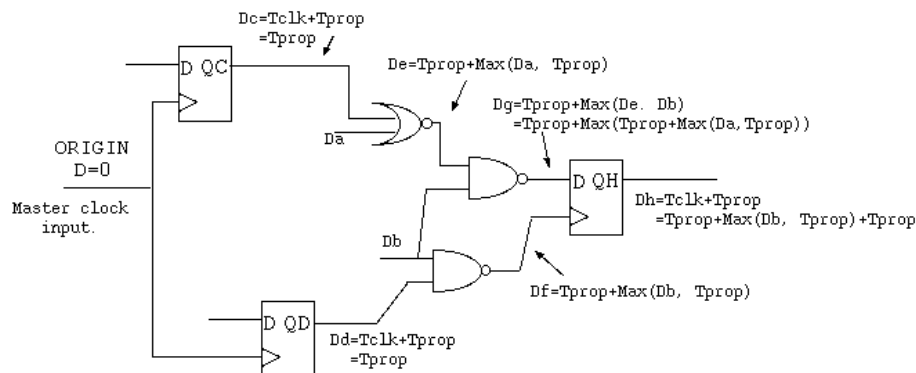 Dc=Tclk+Tprop
=Tprop
D QC
De=Tprop+Max(Da, Tprop)
Dg=Tprop+Max(De. Db)
=Tprop+Max(Tprop+Max(Da,Tprop))
Da
ORIGIN
D=0
Master clock
input.
D QH
Dh=Tclk+Tprop
=Tprop+Max(Db, Tprop)+Tprop
Db
Df=Tprop+Max(Db, Tprop)
D QD
Dd=Tclk+Tprop
=Tprop